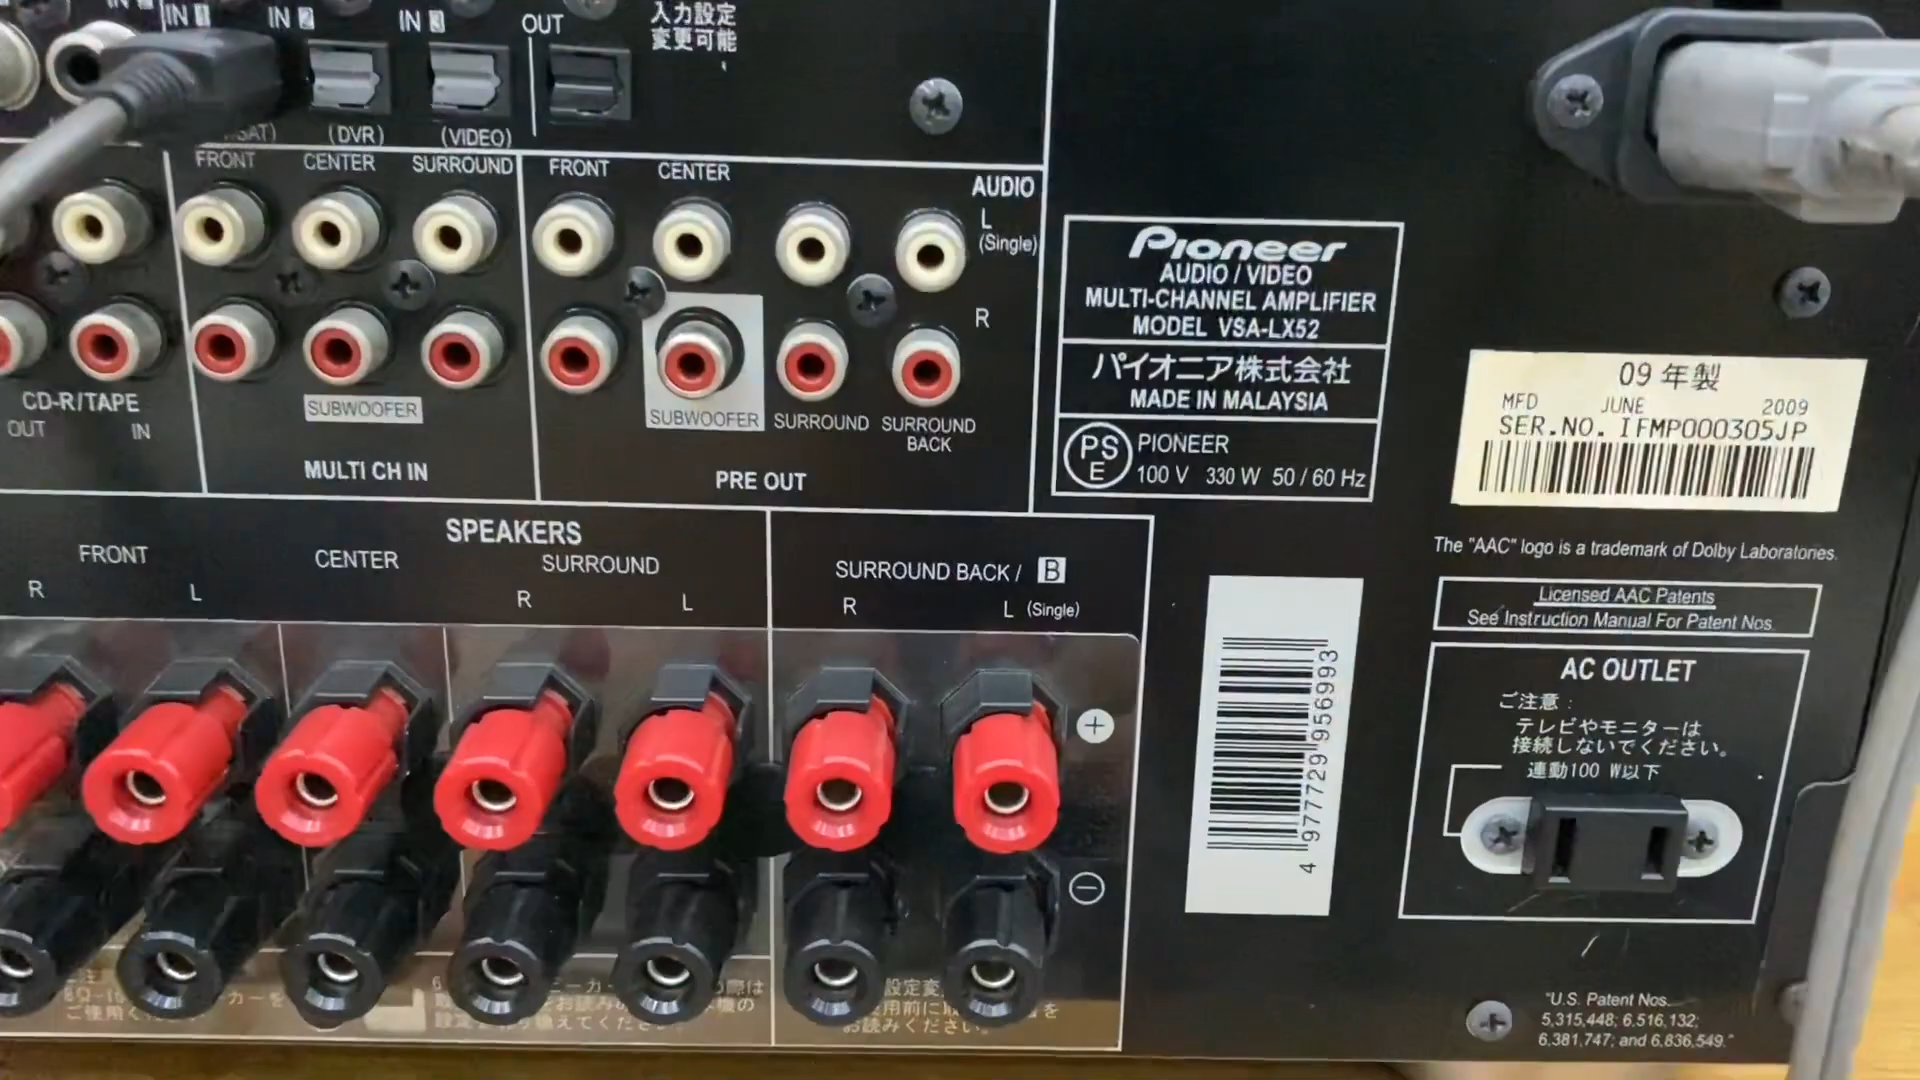 IN 1
IN 2
IN 3
OUT
入力設定
変更可能
(DVR)
(VIDEO)
FRONT
CENTER
SURROUND
FRONT
CENTER
AUDIO
L
(Single)
R
CD-R/TAPE
OUT
IN
SUBWOOFER
MULTI CH IN
SUBWOOFER
SURROUND
SURROUND
BACK
PRE OUT
Pioneer
AUDIO / VIDEO
MULTI-CHANNEL AMPLIFIER
MODEL VSA-LX52
パイオニア株式会社
MADE IN MALAYSIA
PS
E
PIONEER
100 V 330 W 50 / 60 Hz
09 年製
MFD JUNE 2009
SER.NO. IFMP000305JP
The "AAC" logo is a trademark of Dolby Laboratories.
Licensed AAC Patents
See Instruction Manual For Patent Nos.
SPEAKERS
FRONT
R
L
CENTER
SURROUND
R
L
SURROUND BACK / B
R
L (Single)
+
−
4 977729 956993
AC OUTLET
ご注意：
テレビやモニターは
接続しないでください。
連動100 W以下
お読みください。
"U.S. Patent Nos.
5,315,448; 6,516,132;
6,381,747; and 6,836,549."